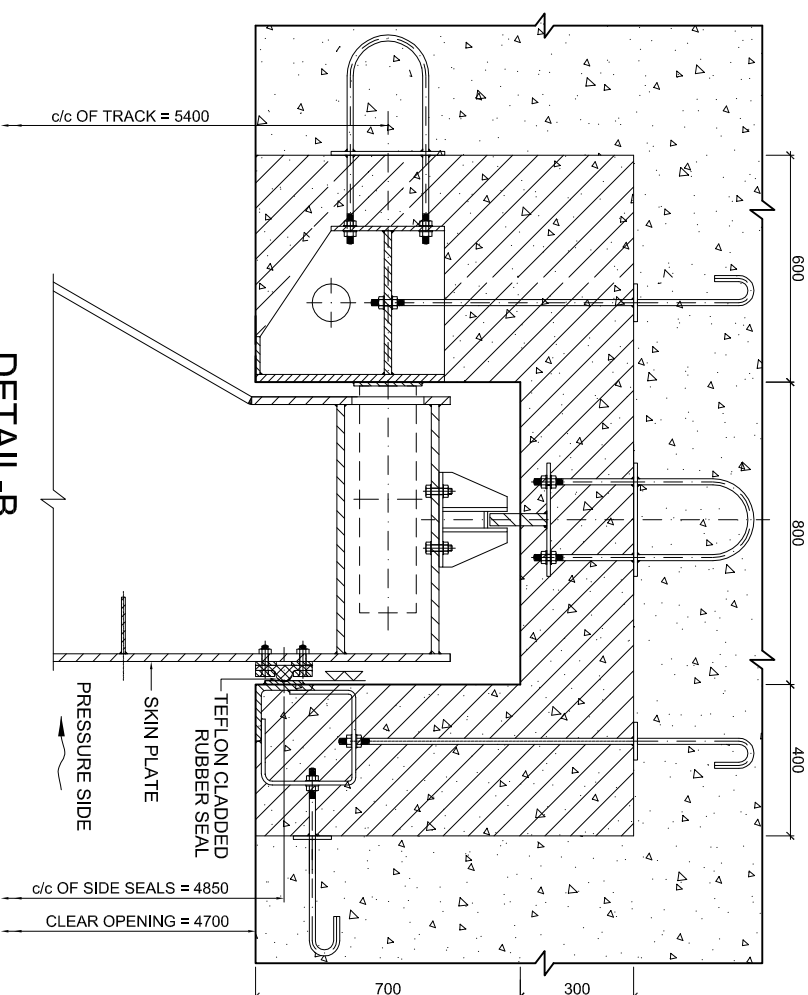 c/c OF TRACK = 5400
600
800
400
DETAIL-B
TEFLON CLADDED
RUBBER SEAL
SKIN PLATE
PRESSURE SIDE
c/c OF SIDE SEALS = 4850
CLEAR OPENING = 4700
700
300